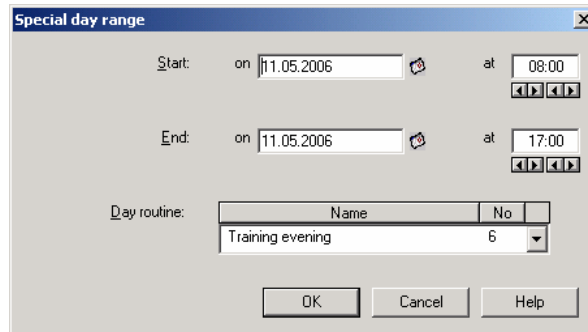 Special day range
Start: on 11.05.2006 at 08:00
End: on 11.05.2006 at 17:00
Day routine: Name No
Training evening 6
OK Cancel Help